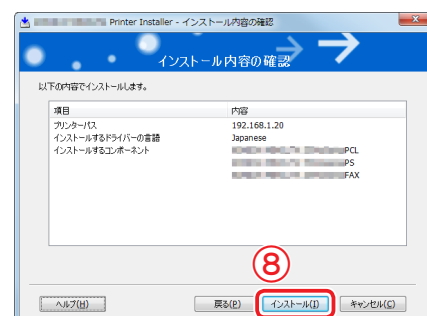 Printer Installer - インストール内容の確認
インストール内容の確認
以下の内容でインストールします。
項目 内容
プリンターパス 192.168.1.20
インストールするドライバーの言語 Japanese
インストールするコンポーネント PCL
PS
FAX
⑧
ヘルプ(H) 戻る(P) インストール(I) キャンセル(C)